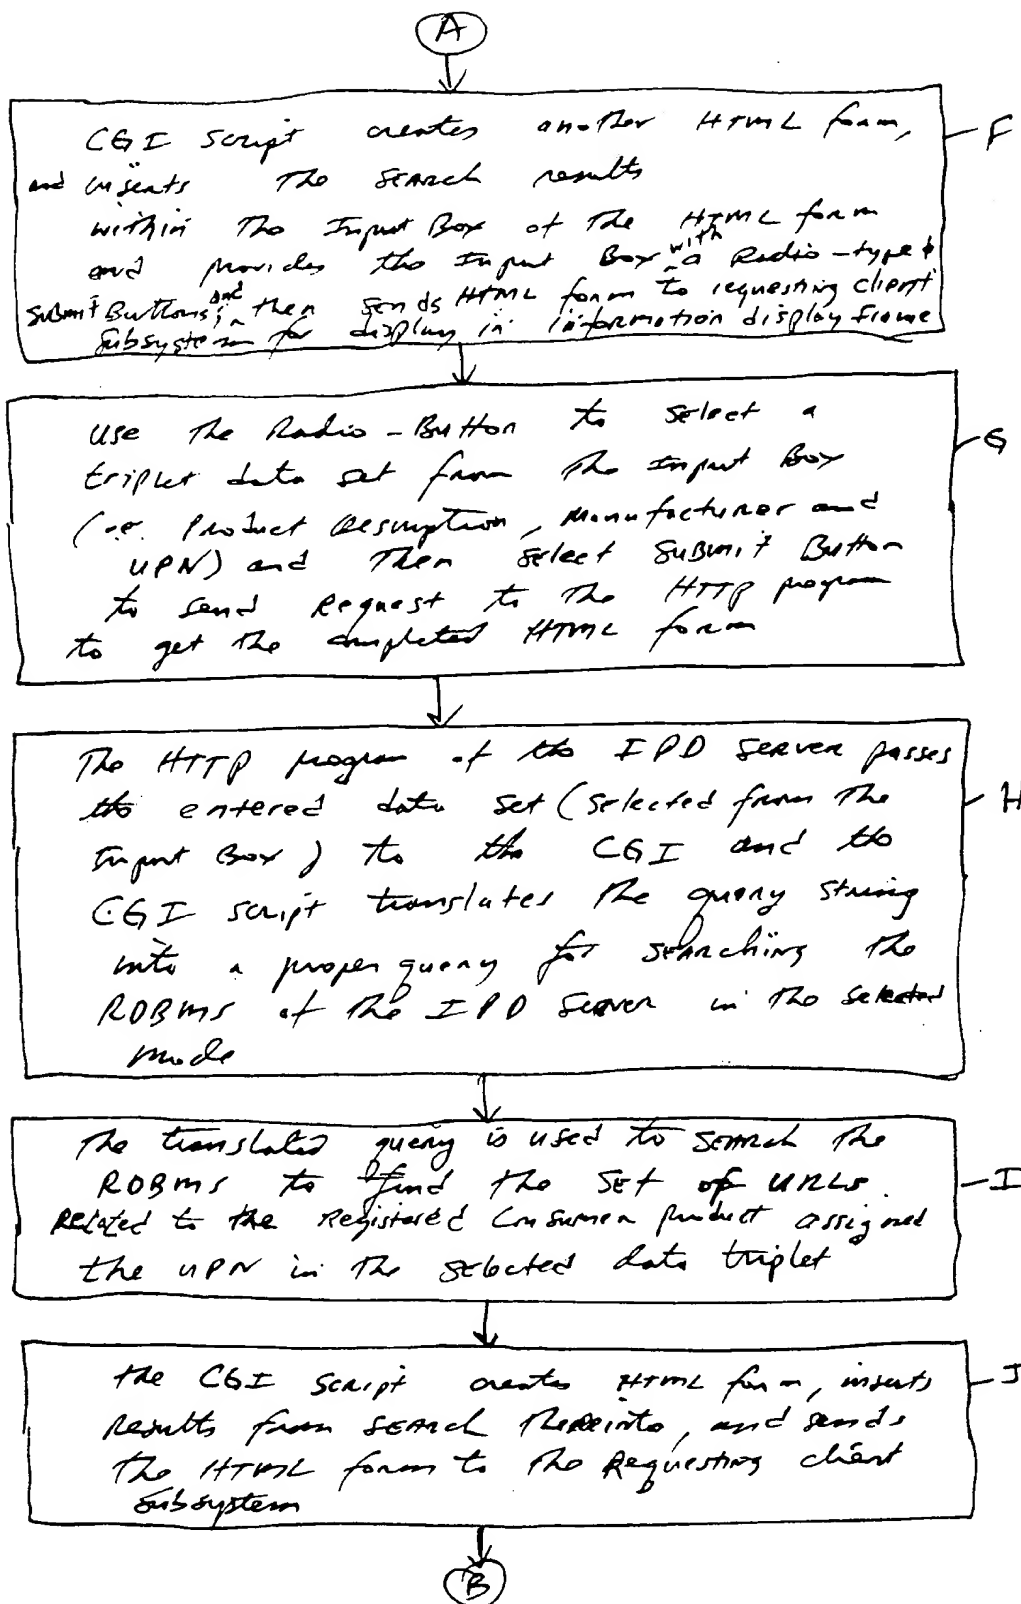 A
CGI Script creates another HTML form,
and inserts the SEARCH results
within the Input Box of the HTML form
and provides the Input Box with a Radio-type &
Submit Buttons; and then sends HTML form to requesting client
Subsystem for display in information display frame
F
Use the Radio-Button to select a
triplet data set from the Input Box
(i.e. Product Description, Manufacturer and
UPN) and then select SUBMIT Button
to send Request to the HTTP program
to get the completed HTML form
G
The HTTP program of the IPD SERVER passes
the entered data set (selected from the
Input Box) to the CGI and the
CGI script translates the query string
into a proper query for SEARCHING the
RDBMS of the IPD SERVER in the selected
mode
H
The translated query is used to SEARCH the
RDBMS to find the SET of URLs
Related to the Registered Consumer product assigned
the UPN in the selected data triplet
I
the CGI Script creates HTML form, inserts
Results from SEARCH thereinto, and sends
the HTML form to the Requesting client
subsystem
J
B